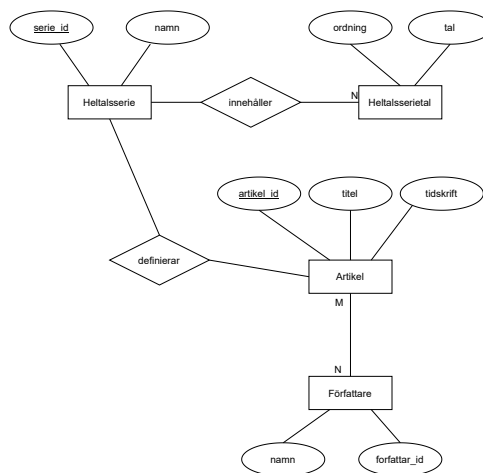 serie_id
namn
ordning
tal
Heltalsserie
innehåller
N
Heltalsserietal
artikel_id
titel
tidskrift
definierar
Artikel
M
N
Författare
namn
forfattar_id